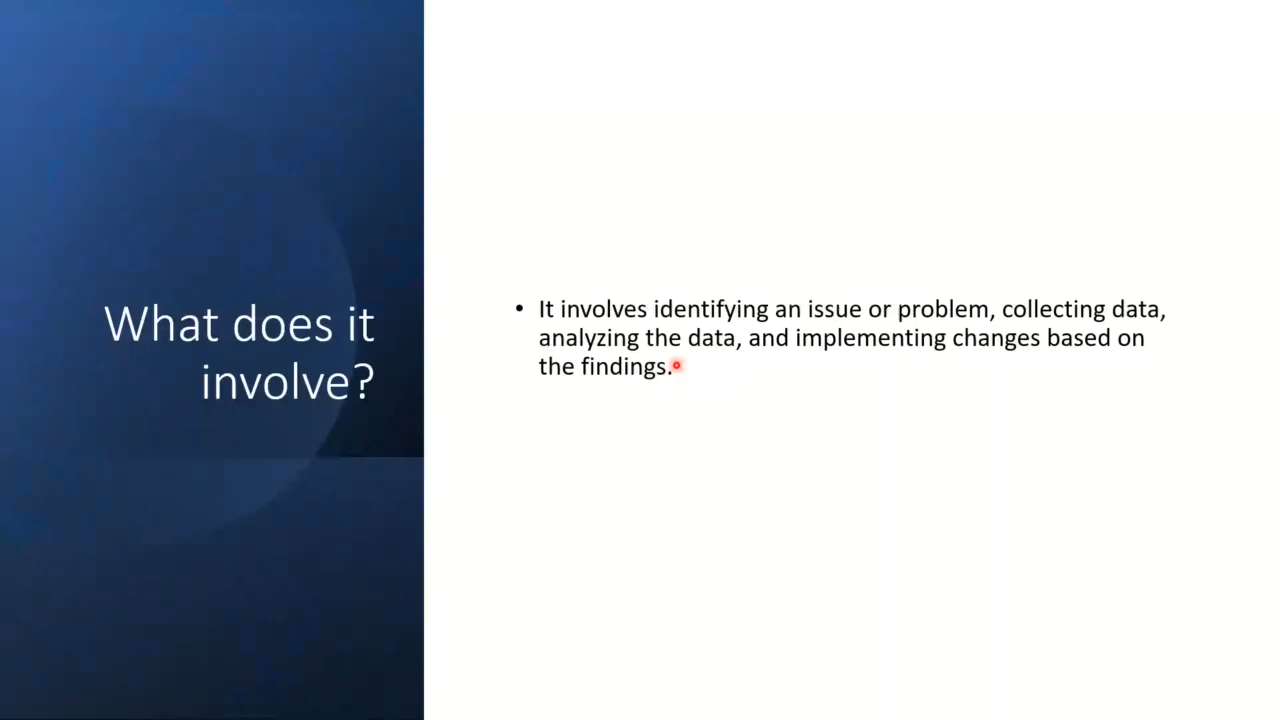 What does it
involve?
• It involves identifying an issue or problem, collecting data,
analyzing the data, and implementing changes based on
the findings.